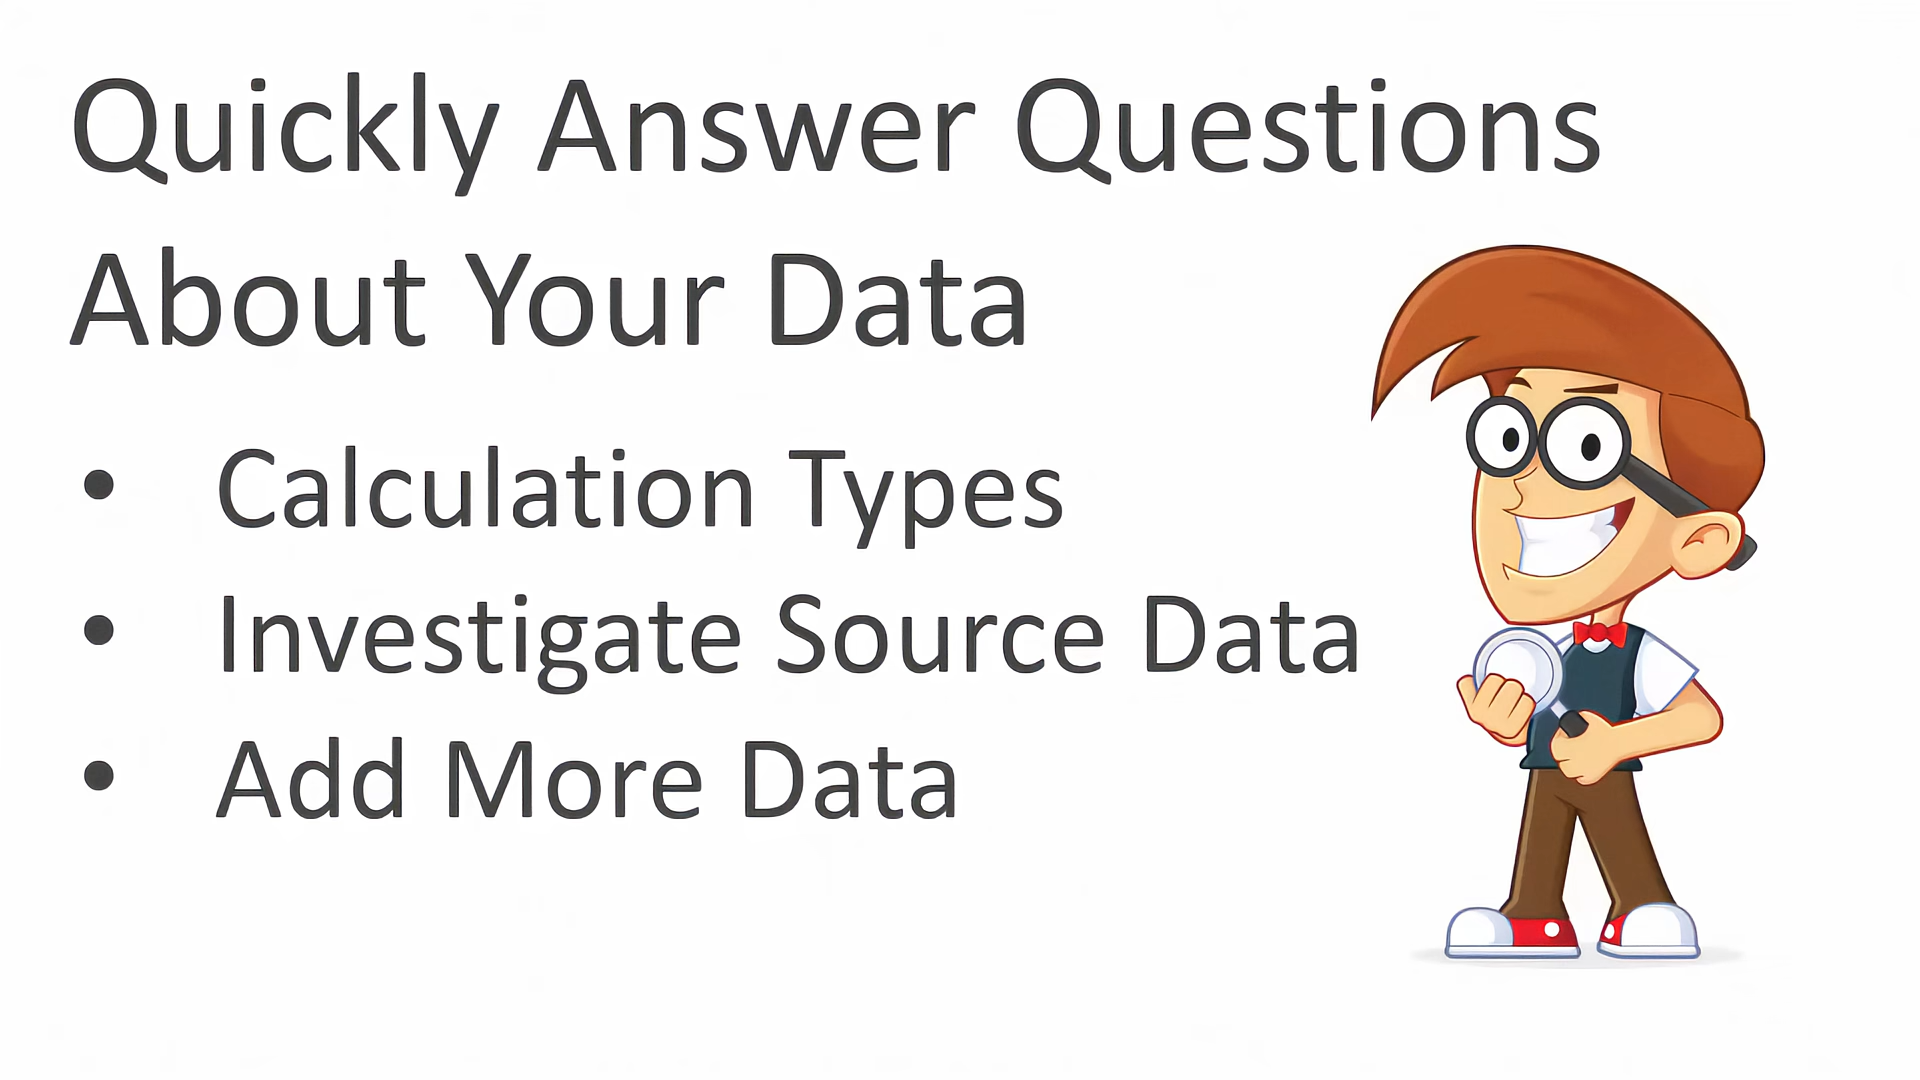 Quickly Answer Questions
About Your Data
• Calculation Types
• Investigate Source Data
• Add More Data